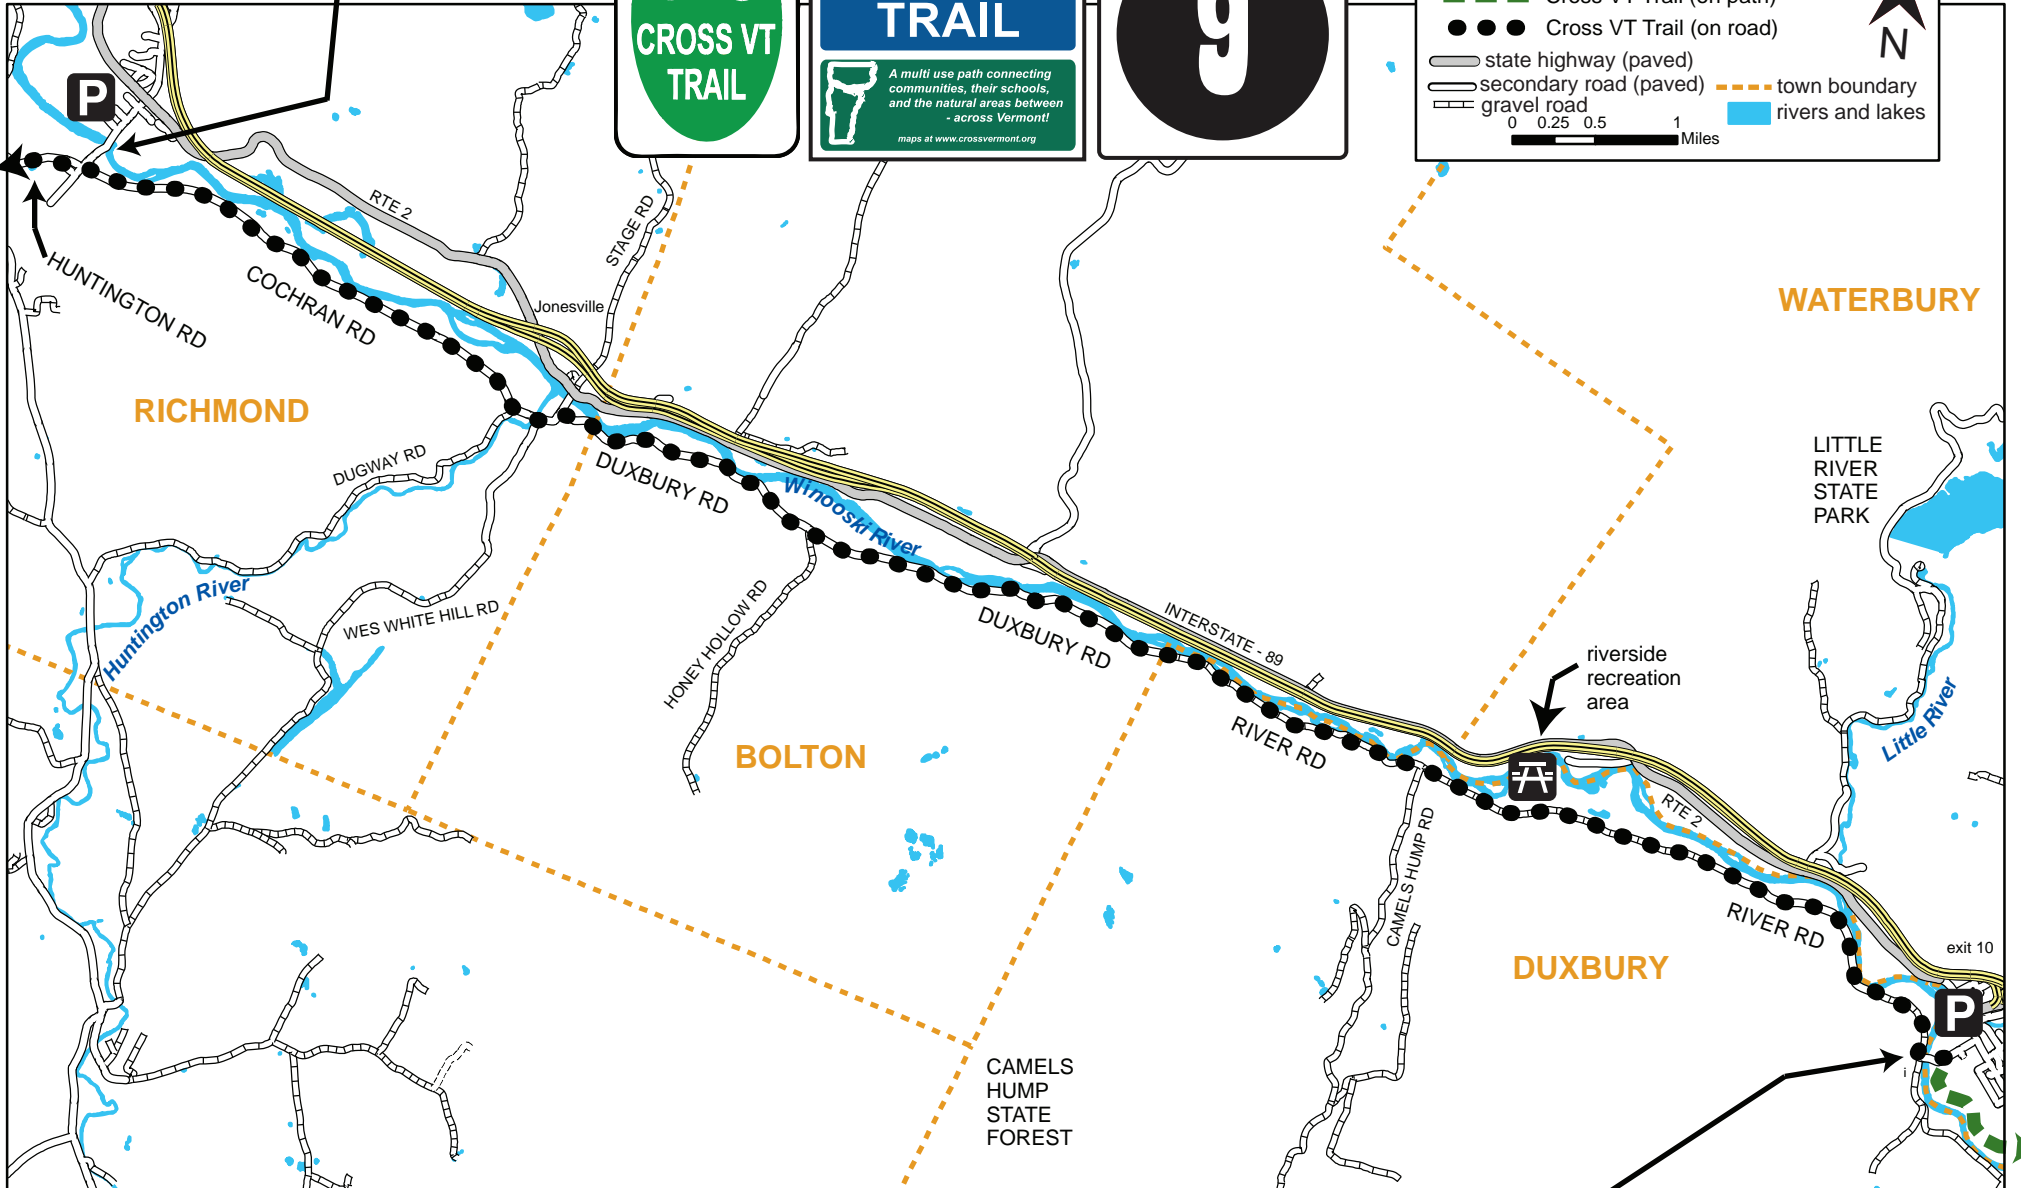 CROSS VT
TRAIL
TRAIL
A multi use path connecting
communities, their schools,
and the natural areas between
- across Vermont!
maps at www.crossvermont.org
9
Cross VT Trail (on path)
Cross VT Trail (on road)
state highway (paved)
secondary road (paved)
gravel road
town boundary
rivers and lakes
0 0.25 0.5 1
Miles
N
P
RTE 2
STAGE RD
HUNTINGTON RD
COCHRAN RD
Jonesville
WATERBURY
RICHMOND
DUGWAY RD
DUXBURY RD
Winooski River
LITTLE
RIVER
STATE
PARK
Huntington River
WES WHITE HILL RD
HONEY HOLLOW RD
DUXBURY RD
INTERSTATE - 89
riverside
recreation
area
Little River
RIVER RD
BOLTON
RTE 2
CAMELS HUMP RD
RIVER RD
exit 10
DUXBURY
P
i
CAMELS
HUMP
STATE
FOREST